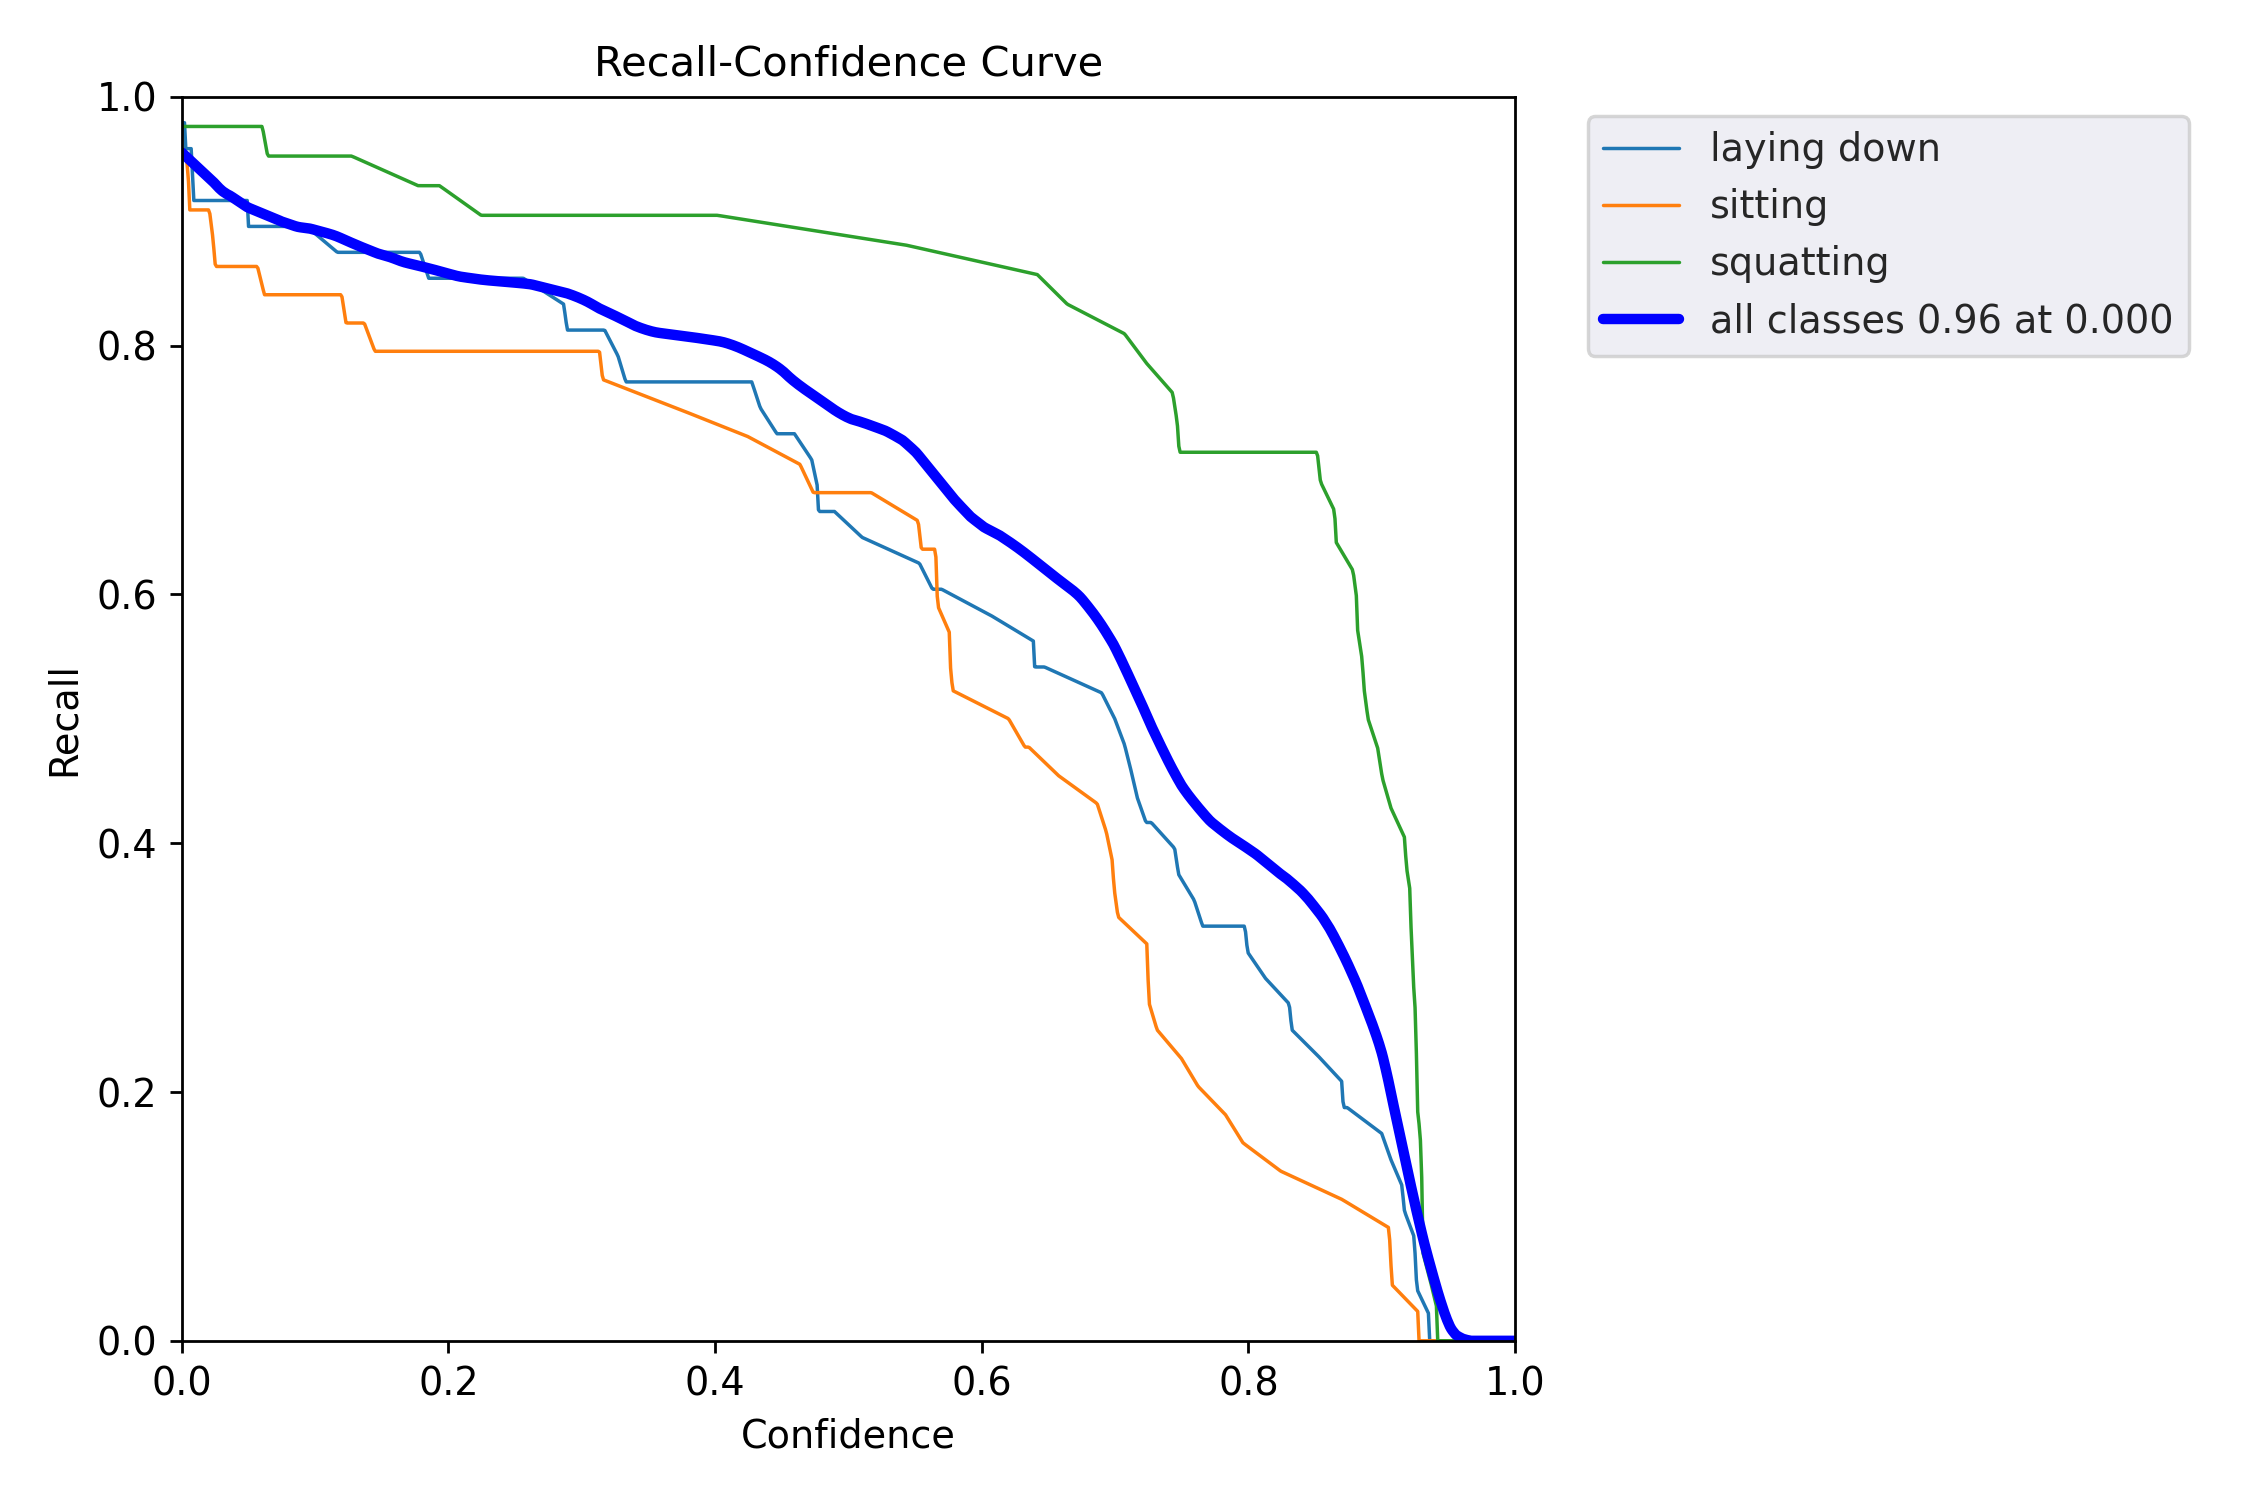 Recall-Confidence Curve
1.0
0.8
0.6
0.4
0.2
0.0
Recall
0.0 0.2 0.4 0.6 0.8 1.0
Confidence
laying down
sitting
squatting
all classes 0.96 at 0.000